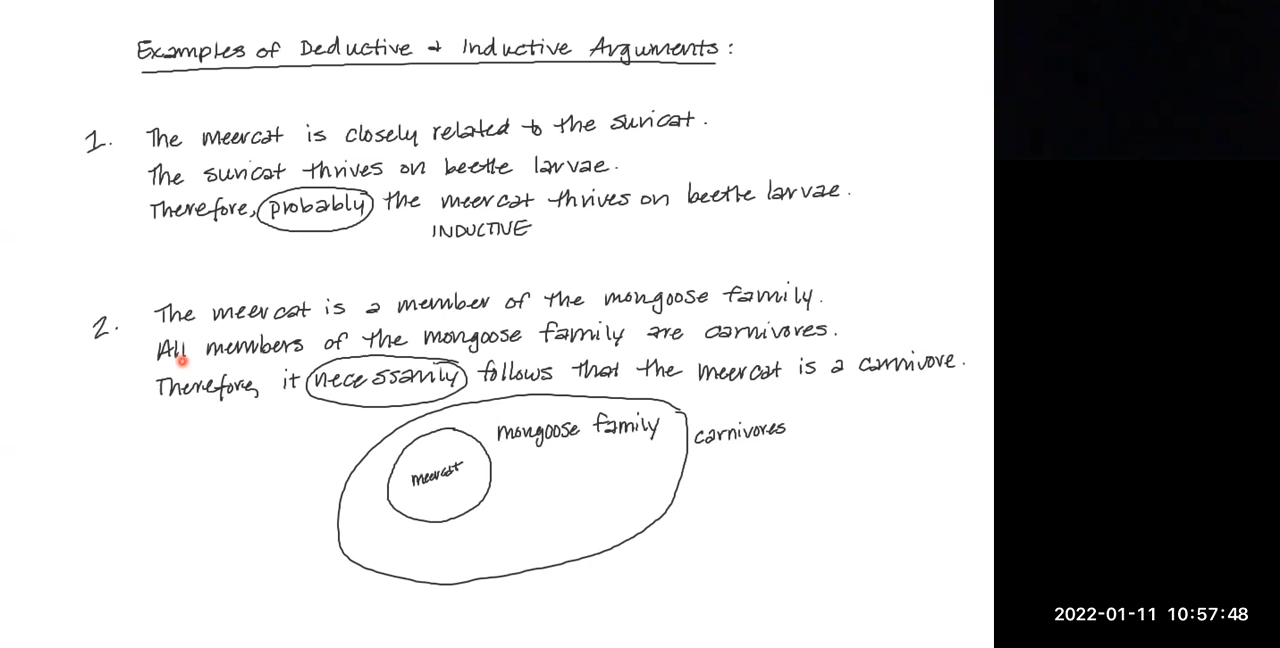 Examples of Deductive + Inductive Arguments:
1. The meercat is closely related to the suricat.
The suricat thrives on beetle larvae.
Therefore, probably the meercat thrives on beetle larvae.
INDUCTIVE
2. The meercat is a member of the mongoose family.
All members of the mongoose family are carnivores.
Therefore, it necessarily follows that the meercat is a carnivore.
mongoose family
carnivores
meercat
2022-01-11 10:57:48